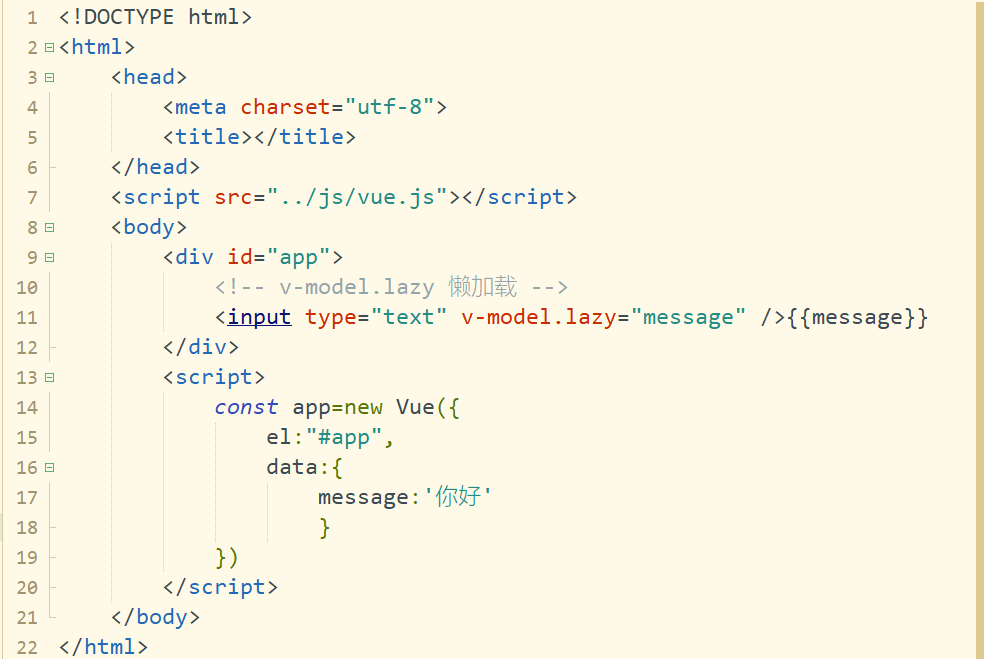 1 <!DOCTYPE html>
2 <html>
3 <head>
4 <meta charset="utf-8">
5 <title></title>
6 </head>
7 <script src="../js/vue.js"></script>
8 <body>
9 <div id="app">
10 <!-- v-model.lazy 懒加载 -->
11 <input type="text" v-model.lazy="message" />{{message}}
12 </div>
13 <script>
14 const app=new Vue({
15 el:"#app",
16 data:{
17 message:'你好'
18 }
19 })
20 </script>
21 </body>
22 </html>